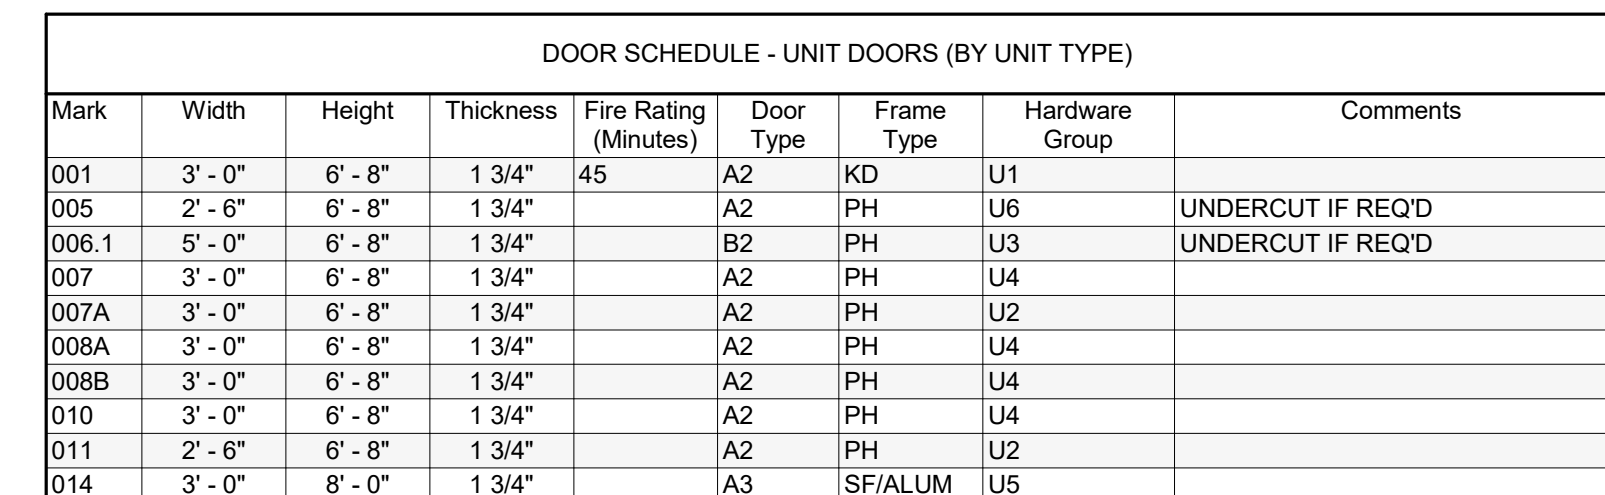 DOOR SCHEDULE - UNIT DOORS (BY UNIT TYPE)
Mark Width Height Thickness Fire Rating (Minutes) Door Type Frame Type Hardware Group Comments
001 3' - 0" 6' - 8" 1 3/4" 45 A2 KD U1
005 2' - 6" 6' - 8" 1 3/4" A2 PH U6 UNDERCUT IF REQ'D
006.1 5' - 0" 6' - 8" 1 3/4" B2 PH U3 UNDERCUT IF REQ'D
007 3' - 0" 6' - 8" 1 3/4" A2 PH U4
007A 3' - 0" 6' - 8" 1 3/4" A2 PH U2
008A 3' - 0" 6' - 8" 1 3/4" A2 PH U4
008B 3' - 0" 6' - 8" 1 3/4" A2 PH U4
010 3' - 0" 6' - 8" 1 3/4" A2 PH U4
011 2' - 6" 6' - 8" 1 3/4" A2 PH U2
014 3' - 0" 8' - 0" 1 3/4" A3 SF/ALUM U5